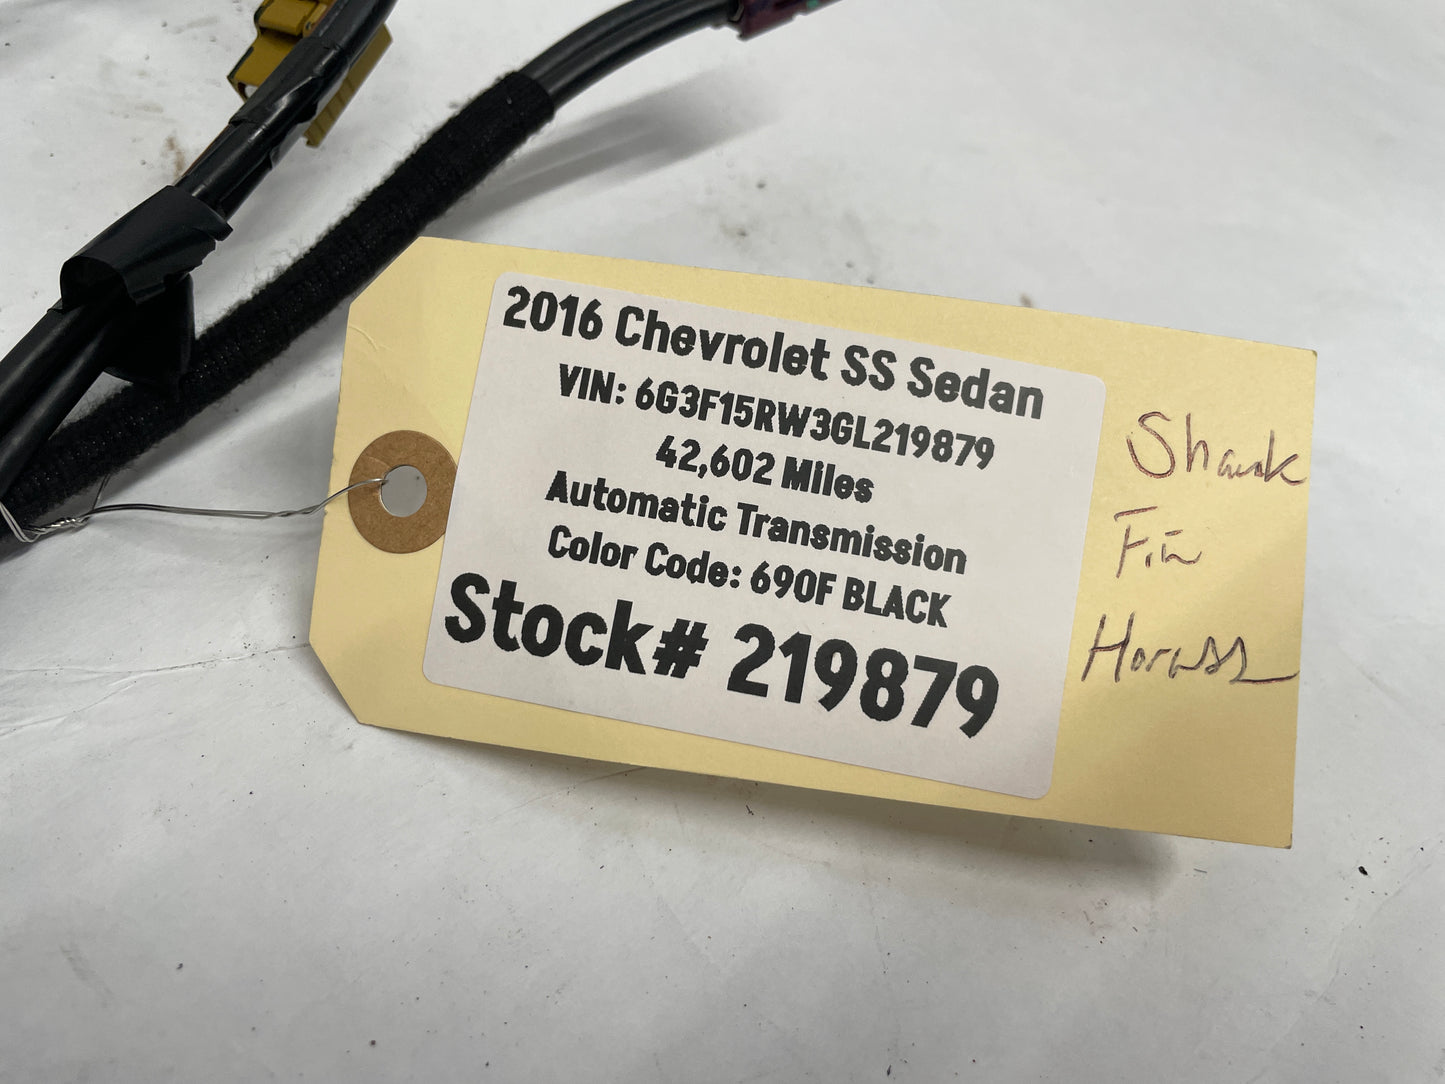 2016 Chevrolet SS Sedan
VIN: 6G3F15RW3GL219879
42,602 Miles
Automatic Transmission
Color Code: 690F BLACK
Stock# 219879
Shark
Fin
Harness